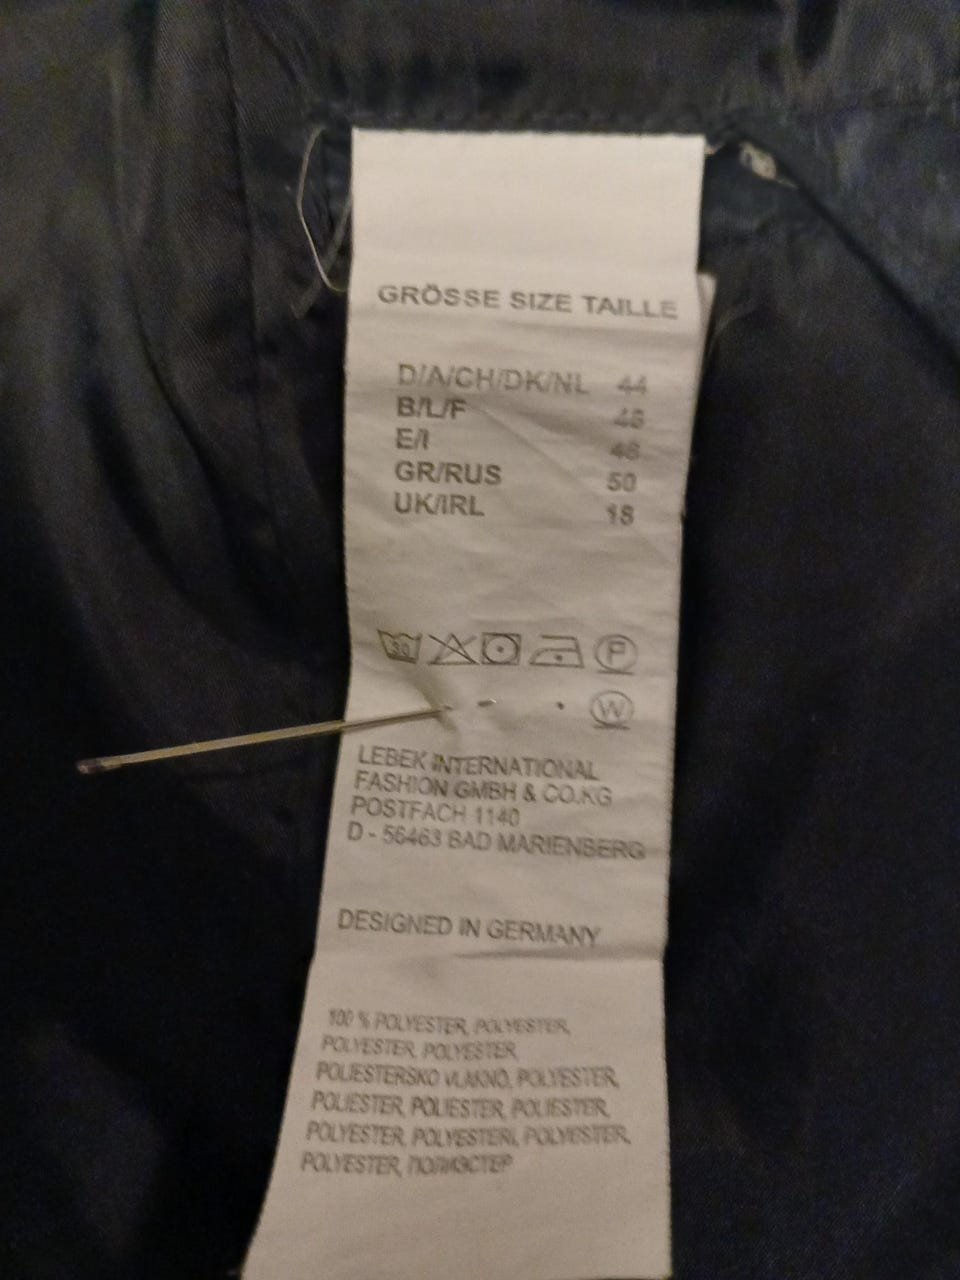 GRÖSSE SIZE TAILLE
D/A/CH/DK/NL 44
B/L/F 46
E/I 48
GR/RUS 50
UK/IRL 18
30
P
W
LEBEK INTERNATIONAL
FASHION GMBH & CO.KG
POSTFACH 1140
D - 56463 BAD MARIENBERG
DESIGNED IN GERMANY
100 % POLYESTER, POLYESTER,
POLYESTER, POLYESTER,
POLIESTERSKO VLAKNO, POLYESTER,
POLIESTER, POLIESTER, POLIESTER,
POLYESTER, POLYESTERI, POLYESTER,
POLYESTER, ПОЛИЭСТЕР